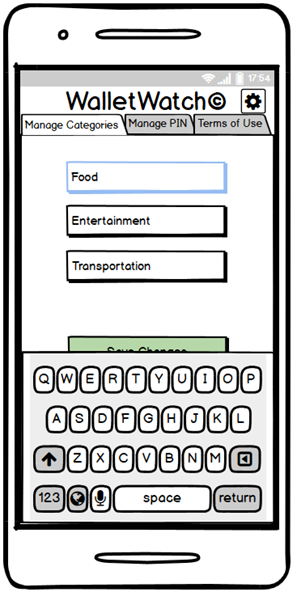 17:54
WalletWatch©
Manage Categories Manage PIN Terms of Use
Food
Entertainment
Transportation
Save Changes
Q W E R T Y U I O P
A S D F G H J K L
Z X C V B N M
123 space return